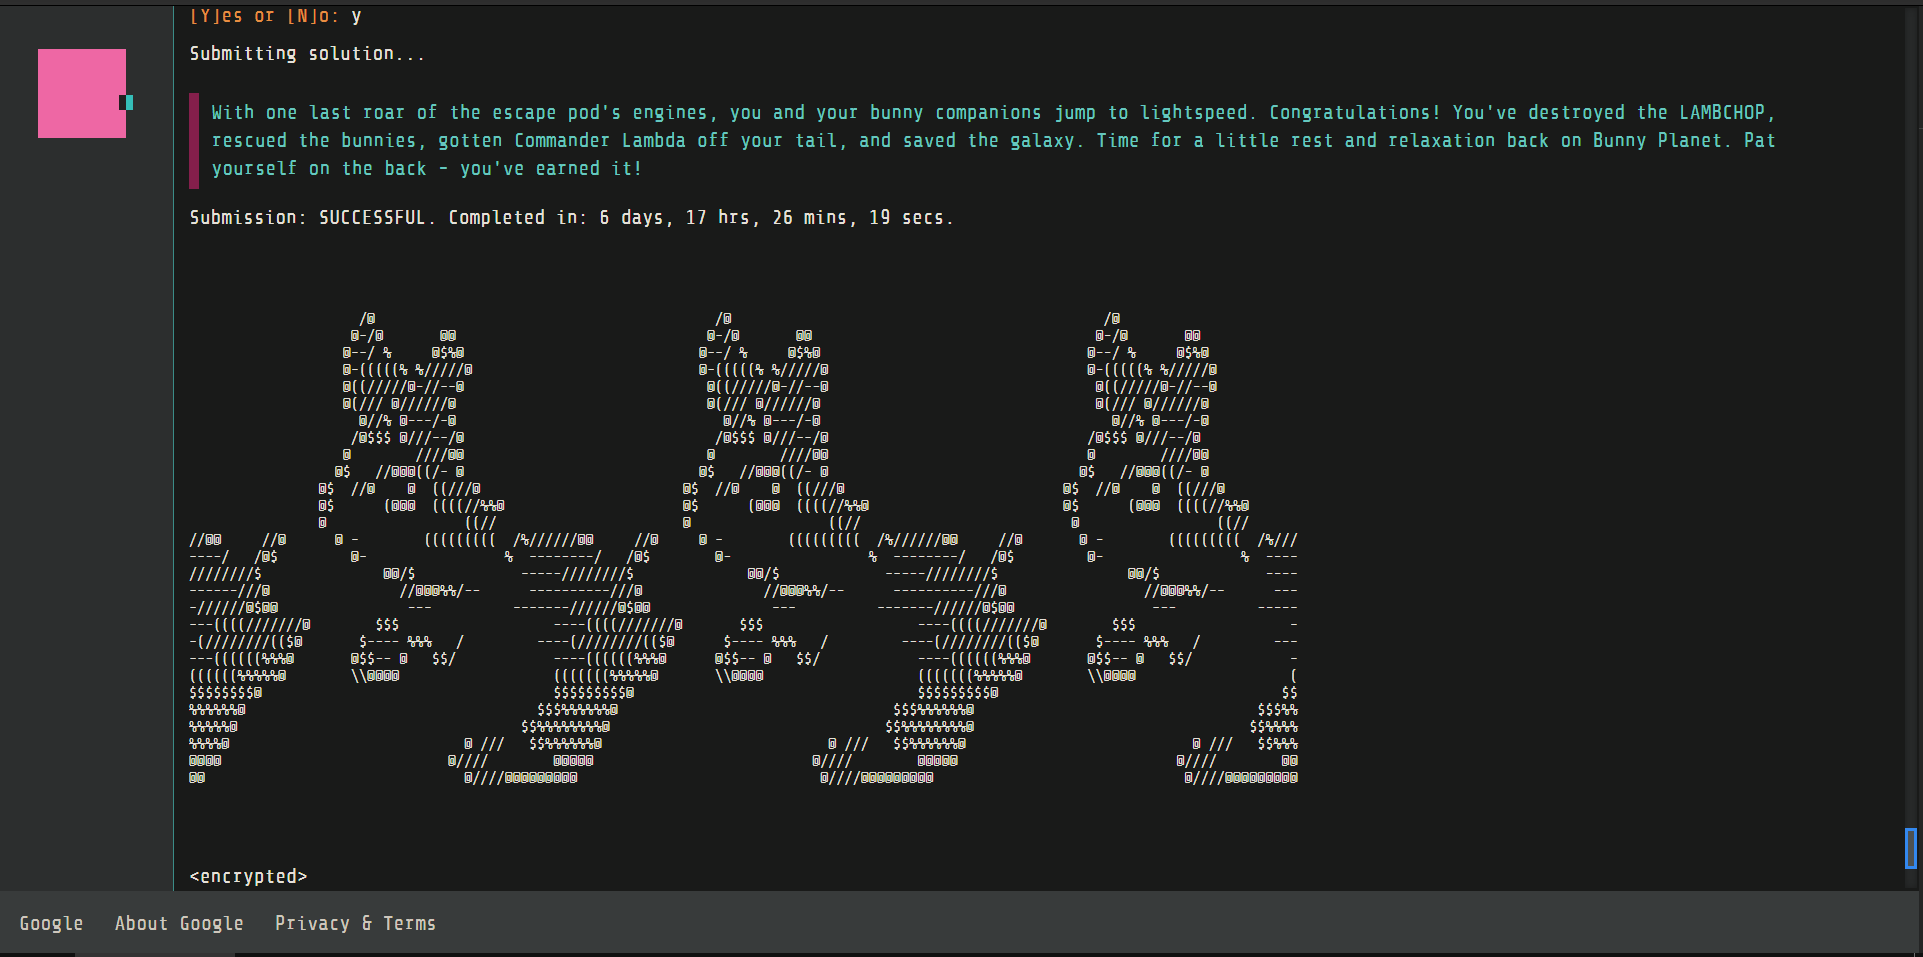 [Y]es or [N]o: y
Submitting solution...
With one last roar of the escape pod's engines, you and your bunny companions jump to lightspeed. Congratulations! You've destroyed the LAMBCHOP,
rescued the bunnies, gotten Commander Lambda off your tail, and saved the galaxy. Time for a little rest and relaxation back on Bunny Planet. Pat
yourself on the back - you've earned it!
Submission: SUCCESSFUL. Completed in: 6 days, 17 hrs, 26 mins, 19 secs.
<encrypted>
Google About Google Privacy & Terms